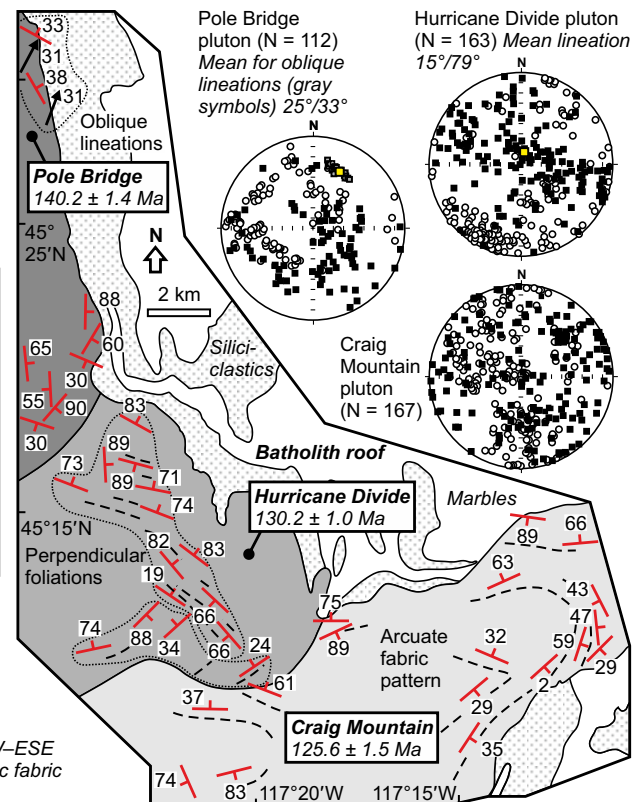 Pole Bridge
pluton (N = 112)
Mean for oblique
lineations (gray
symbols) 25°/33°
Hurricane Divide pluton
(N = 163) Mean lineation
15°/79°
N
N
N
Craig
Mountain
pluton
(N = 167)
33
31
38
31
Oblique
lineations
Pole Bridge
140.2 ± 1.4 Ma
45°
25′N
N
2 km
88
60
65
30
55
90
30
Silici-
clastics
83
89
73
71
89
74
Batholith roof
Hurricane Divide
130.2 ± 1.0 Ma
Marbles
45°15′N
Perpendicular
foliations
82
83
19
66
74
88
34
66
24
61
75
89
89
66
63
43
47
59
29
32
2
29
35
Arcuate
fabric
pattern
37
Craig Mountain
125.6 ± 1.5 Ma
74
83
117°20′W
117°15′W
–ESE
c fabric